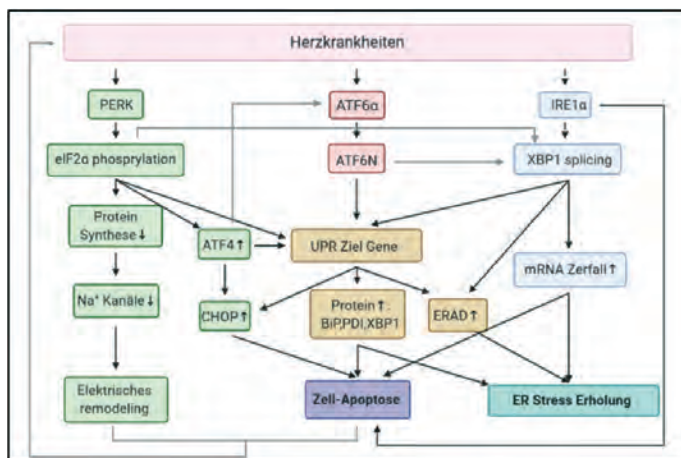 Herzkrankheiten
PERK
ATF6α
IRE1α
eIF2α phosprylation
ATF6N
XBP1 splicing
Protein
Synthese↓
ATF4↑
UPR Ziel Gene
mRNA Zerfall↑
Na⁺ Kanäle↓
CHOP↑
Protein↑:
BiP,PDI,XBP1
ERAD↑
Elektrisches
remodeling
Zell-Apoptose
ER Stress Erholung